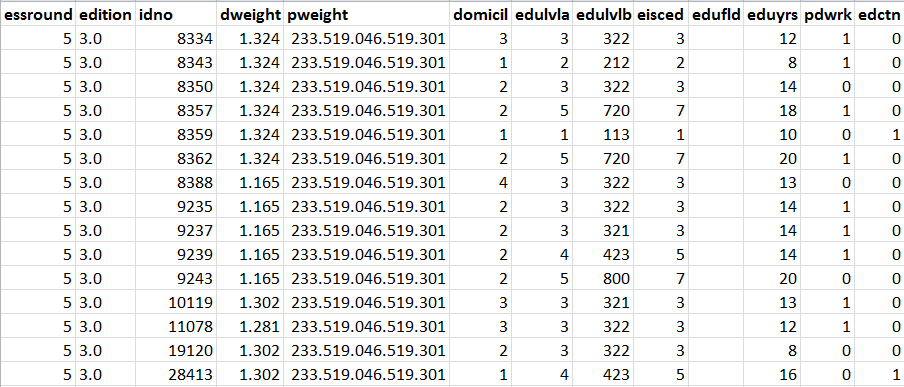 essround edition idno dweight pweight domicil edulvla edulvlb eisced edufld eduyrs pdwrk edctn
5 3.0 8334 1.324 233.519.046.519.301 3 3 322 3 12 1 0
5 3.0 8343 1.324 233.519.046.519.301 1 2 212 2 8 1 0
5 3.0 8350 1.324 233.519.046.519.301 2 3 322 3 14 0 0
5 3.0 8357 1.324 233.519.046.519.301 2 5 720 7 18 1 0
5 3.0 8359 1.324 233.519.046.519.301 1 1 113 1 10 0 1
5 3.0 8362 1.324 233.519.046.519.301 2 5 720 7 20 1 0
5 3.0 8388 1.165 233.519.046.519.301 4 3 322 3 13 0 0
5 3.0 9235 1.165 233.519.046.519.301 2 3 322 3 14 1 0
5 3.0 9237 1.165 233.519.046.519.301 2 3 321 3 14 1 0
5 3.0 9239 1.165 233.519.046.519.301 2 4 423 5 14 1 0
5 3.0 9243 1.165 233.519.046.519.301 2 5 800 7 20 0 0
5 3.0 10119 1.302 233.519.046.519.301 3 3 321 3 13 1 0
5 3.0 11078 1.281 233.519.046.519.301 3 3 322 3 12 1 0
5 3.0 19120 1.302 233.519.046.519.301 2 3 322 3 8 0 0
5 3.0 28413 1.302 233.519.046.519.301 1 4 423 5 16 0 1